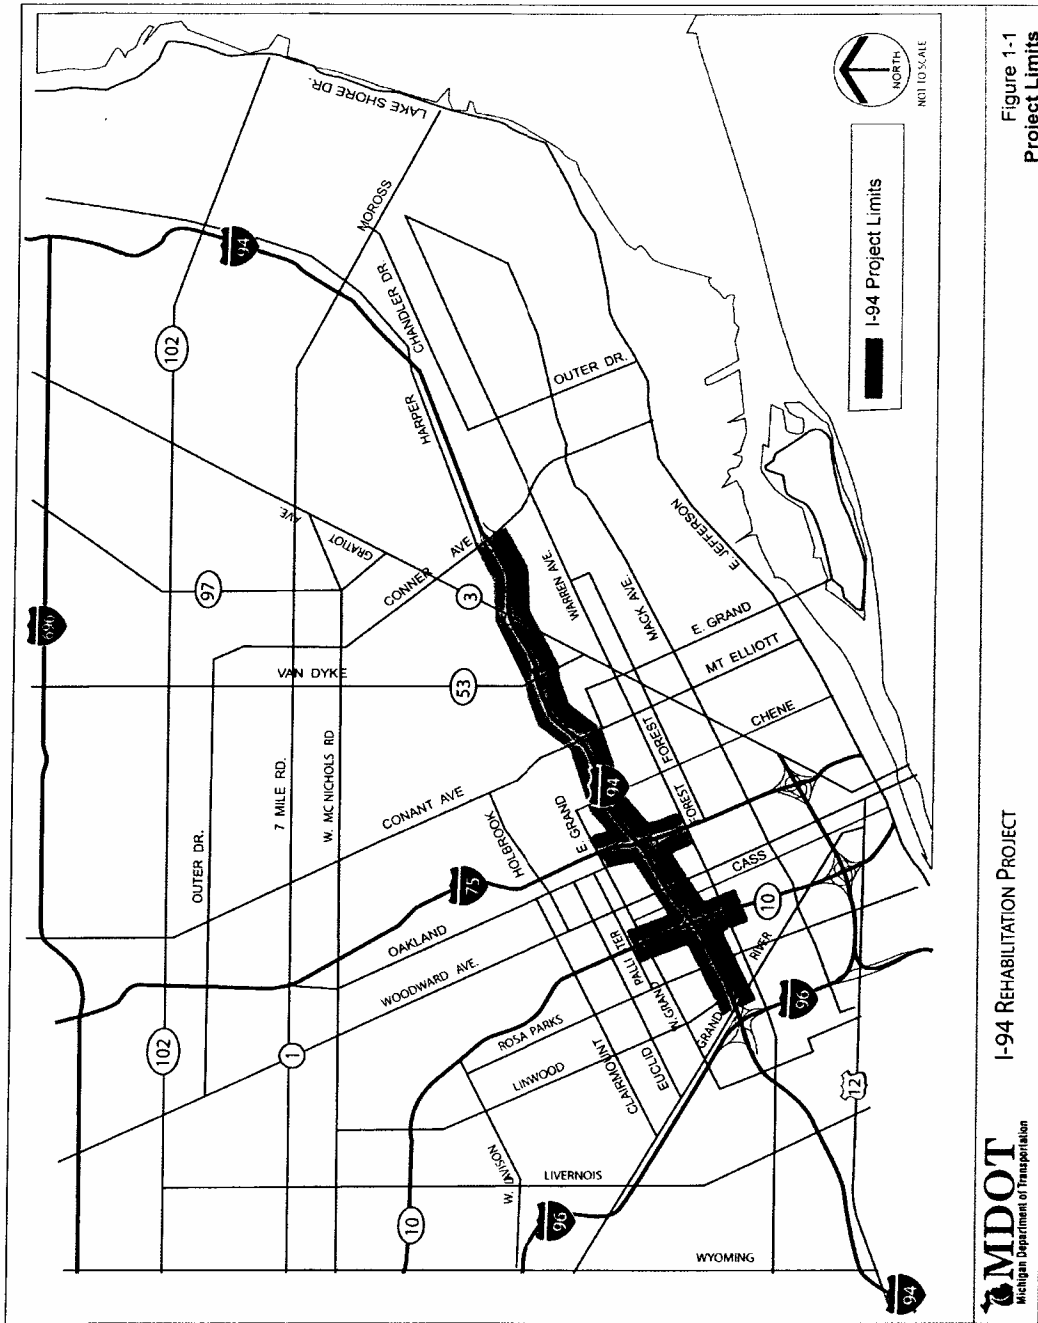 696
94
102
97
3
53
75
1
102
10
96
10
96
12
94
94
LAKE SHORE DR.
MOROSS
CHANDLER DR.
HARPER
OUTER DR.
GRATIOT
AVE.
CONNER AVE
VAN DYKE
WARREN AVE.
MACK AVE.
E. JEFFERSON
E. GRAND
MT ELLIOTT
CHENE
FOREST
FOREST
7 MILE RD.
W. MC NICHOLS RD
OUTER DR.
CONANT AVE
HOLBROOK
E GRAND
OAKLAND
WOODWARD AVE.
CASS
PALLI TER
W. GRAND
RIVER
GRAND
ROSA PARKS
LINWOOD
CLAIRMOUNT
EUCLID
W. DAVISON
LIVERNOIS
WYOMING
NORTH
NOT TO SCALE
I-94 Project Limits
MDOT
Michigan Department of Transportation
I-94 REHABILITATION PROJECT
Figure 1-1
Project Limits